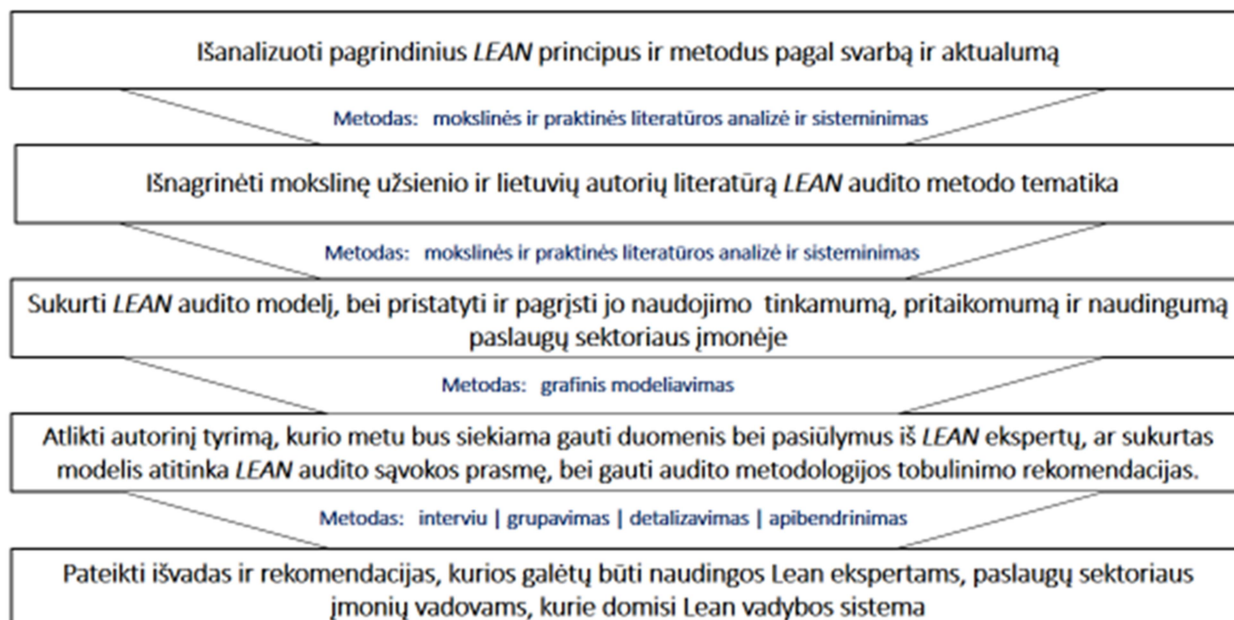 Išanalizuoti pagrindinius LEAN principus ir metodus pagal svarbą ir aktualumą
Metodas: mokslinės ir praktinės literatūros analizė ir sisteminimas
Išnagrinėti mokslinę užsienio ir lietuvių autorių literatūrą LEAN audito metodo tematika
Metodas: mokslinės ir praktinės literatūros analizė ir sisteminimas
Sukurti LEAN audito modelį, bei pristatyti ir pagrįsti jo naudojimo tinkamumą, pritaikomumą ir naudingumą
paslaugų sektoriaus įmonėje
Metodas: grafinis modeliavimas
Atlikti autorinį tyrimą, kurio metu bus siekiama gauti duomenis bei pasiūlymus iš LEAN ekspertų, ar sukurtas
modelis atitinka LEAN audito sąvokos prasmę, bei gauti audito metodologijos tobulinimo rekomendacijas.
Metodas: interviu | grupavimas | detalizavimas | apibendrinimas
Pateikti išvadas ir rekomendacijas, kurios galėtų būti naudingos Lean ekspertams, paslaugų sektoriaus
įmonių vadovams, kurie domisi Lean vadybos sistema